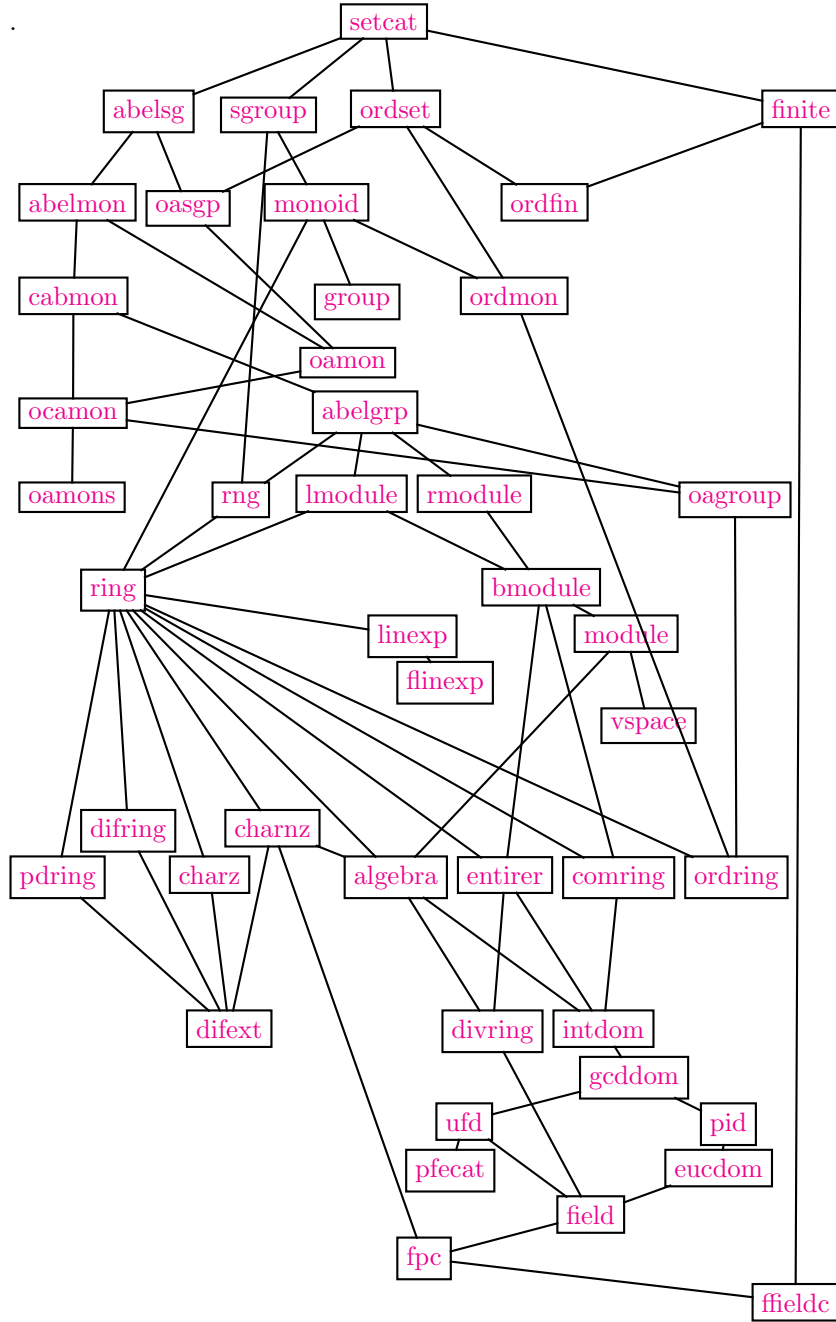 .
setcat
abelsg sgroup ordset finite
abelmon oasgp monoid ordfin
cabmon group ordmon
oamon
ocamon abelgrp
oamons rng lmodule rmodule oagroup
ring bmodule
linexp module
flinexp
vspace
difring charnz
pdring charz algebra entirer comring ordring
difext divring intdom
gcddom
ufd pid
pfecat eucdom
field
fpc
ffieldc